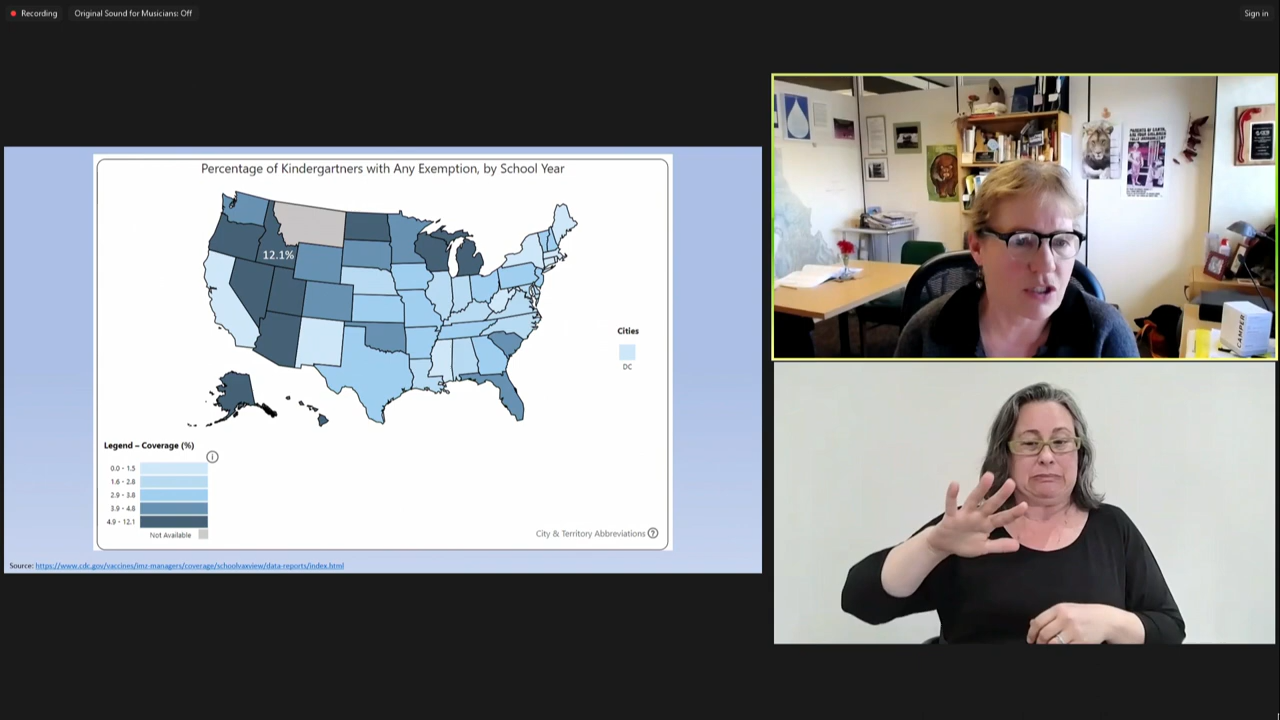 Recording
Original Sound for Musicians: Off
Sign in
Percentage of Kindergartners with Any Exemption, by School Year
12.1%
Cities
DC
Legend – Coverage (%)
0.0 - 1.5
1.6 - 2.8
2.9 - 3.8
3.9 - 4.8
4.9 - 12.1
Not Available
City & Territory Abbreviations
Source: https://www.cdc.gov/vaccines/imz-managers/coverage/schoolvaxview/data-reports/index.html
CAMPER